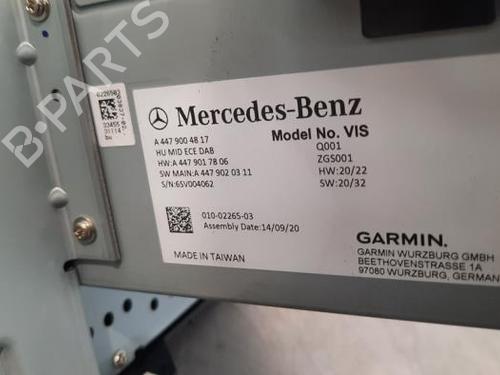 B-PARTS
0226503
Mercedes-Benz
A 447 900 48 17
HU MID ECE DAB
HW:A 447 901 78 06
SW MAIN:A 447 902 03 11
S/N:6SV004062
Model No. VIS
Q001
ZGS001
HW:20/22
SW:20/32
010-02265-03
Assembly Date:14/09/20
MADE IN TAIWAN
GARMIN.
GARMIN WURZBURG GMBH
BEETHOVENSTRASSE 1A
97080 WURZBURG, GERMAN